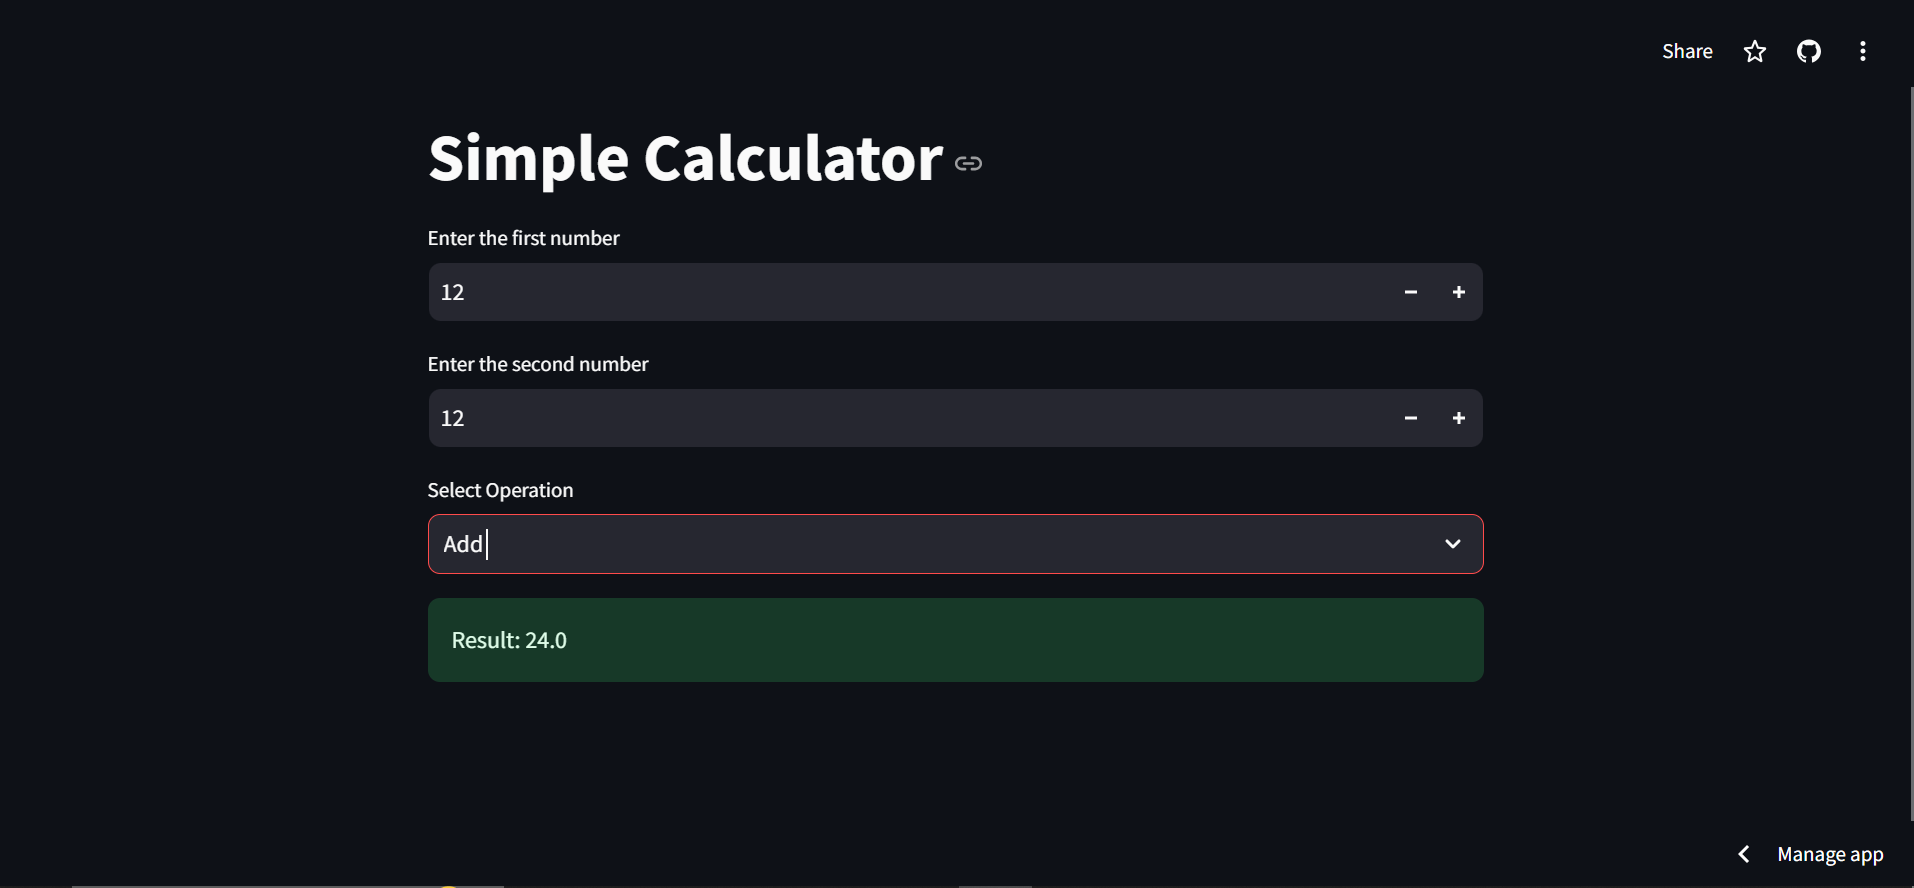 Share
Simple Calculator
Enter the first number
12
Enter the second number
12
Select Operation
Add
Result: 24.0
Manage app